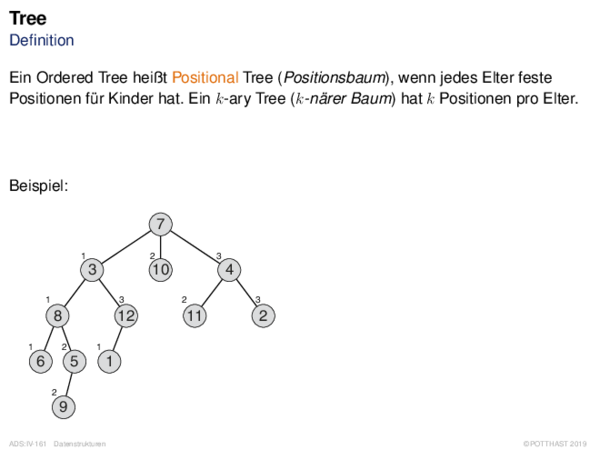 Tree
Definition
Ein Ordered Tree heißt Positional Tree (Positionsbaum), wenn jedes Elter feste
Positionen für Kinder hat. Ein k-ary Tree (k-närer Baum) hat k Positionen pro Elter.
Beispiel:
7
1 2 3
3 10 4
1 3 2 3
8 12 11 2
1 2 1
6 5 1
2
9
ADS:IV-161 Datenstrukturen ©POTTHAST 2019